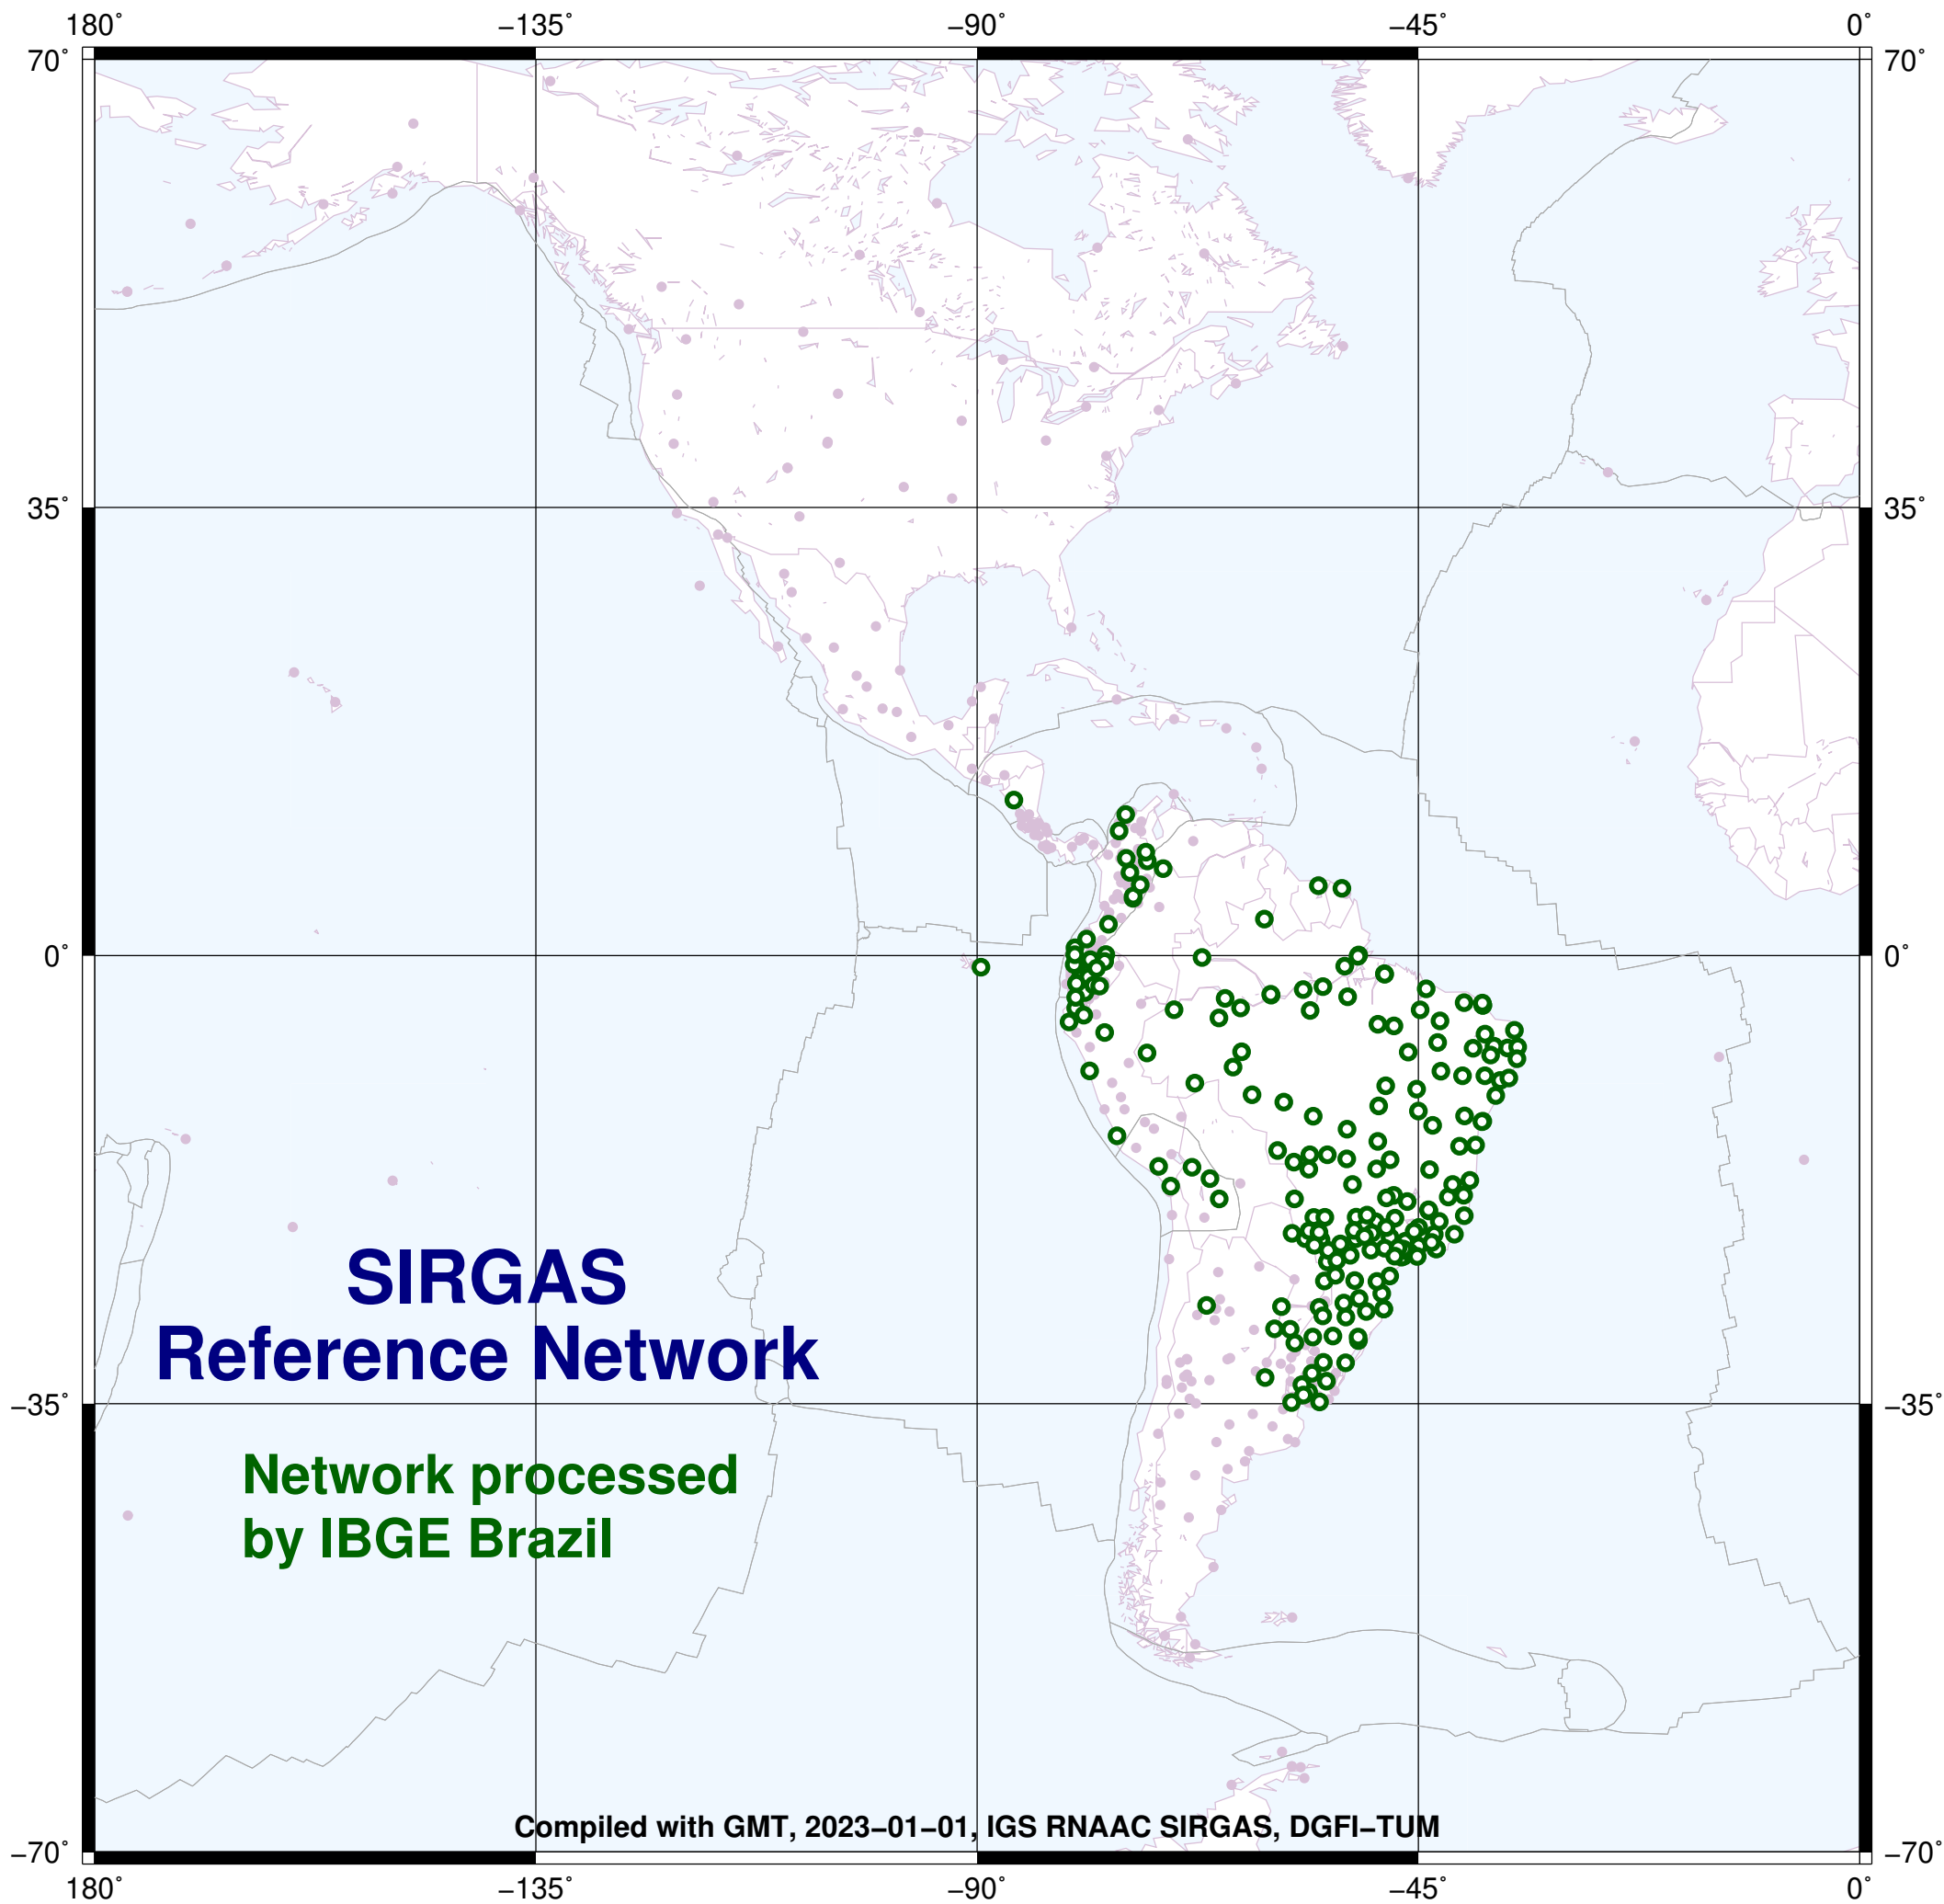 180˚ −135˚ −90˚ −45˚ 0˚
70˚ 70˚
35˚ 35˚
0˚ 0˚
SIRGAS
Reference Network
−35˚ −35˚
Network processed
by IBGE Brazil
Compiled with GMT, 2023−01−01, IGS RNAAC SIRGAS, DGFI−TUM
−70˚ −70˚
180˚ −135˚ −90˚ −45˚ 0˚